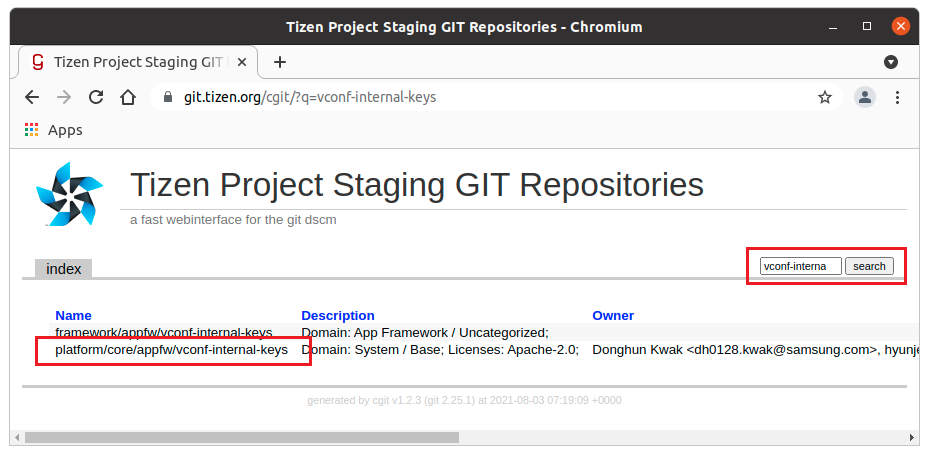 Tizen Project Staging GIT Repositories - Chromium
Tizen Project Staging GIT
git.tizen.org/cgit/?q=vconf-internal-keys
Apps
Tizen Project Staging GIT Repositories
a fast webinterface for the git dscm
index
vconf-interna search
Name Description Owner
framework/appfw/vconf-internal-keys Domain: App Framework / Uncategorized;
platform/core/appfw/vconf-internal-keys Domain: System / Base; Licenses: Apache-2.0; Donghun Kwak <dh0128.kwak@samsung.com>, hyunje
generated by cgit v1.2.3 (git 2.25.1) at 2021-08-03 07:19:09 +0000